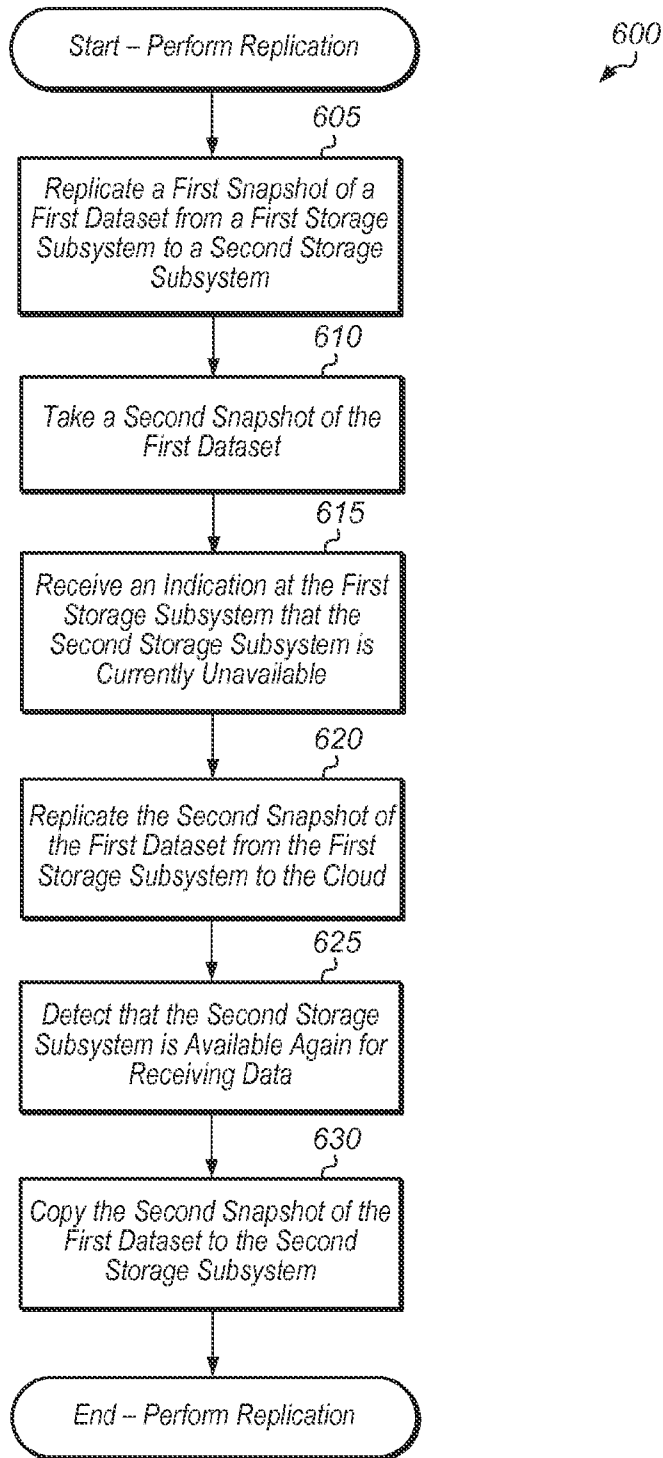 Start – Perform Replication
600
605
Replicate a First Snapshot of a
First Dataset from a First Storage
Subsystem to a Second Storage
Subsystem
610
Take a Second Snapshot of the
First Dataset
615
Receive an Indication at the First
Storage Subsystem that the
Second Storage Subsystem is
Currently Unavailable
620
Replicate the Second Snapshot of
the First Dataset from the First
Storage Subsystem to the Cloud
625
Detect that the Second Storage
Subsystem is Available Again for
Receiving Data
630
Copy the Second Snapshot of the
First Dataset to the Second
Storage Subsystem
End – Perform Replication